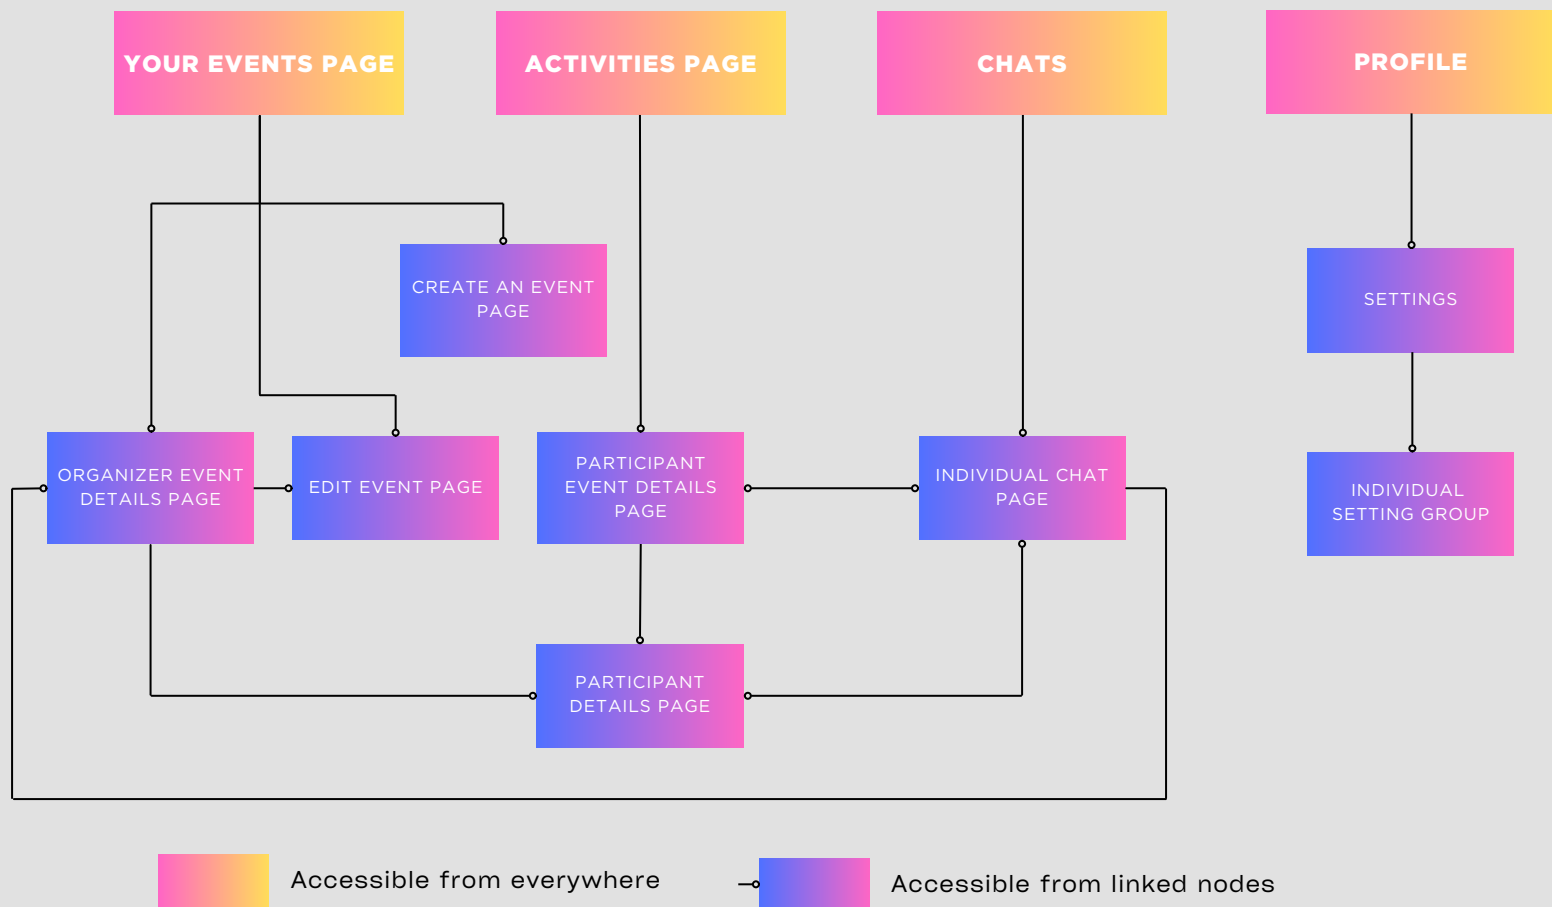 YOUR EVENTS PAGE
ACTIVITIES PAGE
CHATS
PROFILE
CREATE AN EVENT
PAGE
SETTINGS
ORGANIZER EVENT
DETAILS PAGE
EDIT EVENT PAGE
PARTICIPANT
EVENT DETAILS
PAGE
INDIVIDUAL CHAT
PAGE
INDIVIDUAL
SETTING GROUP
PARTICIPANT
DETAILS PAGE
Accessible from everywhere
Accessible from linked nodes